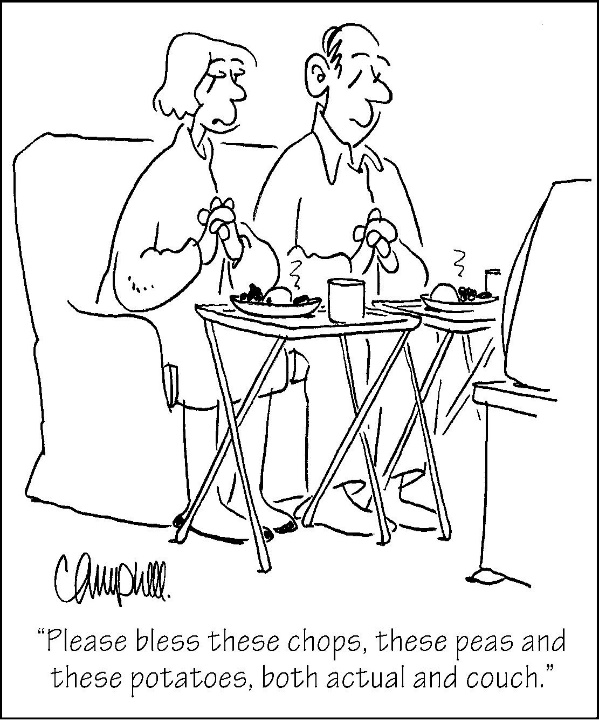 Campbell.
"Please bless these chops, these peas and
these potatoes, both actual and couch."